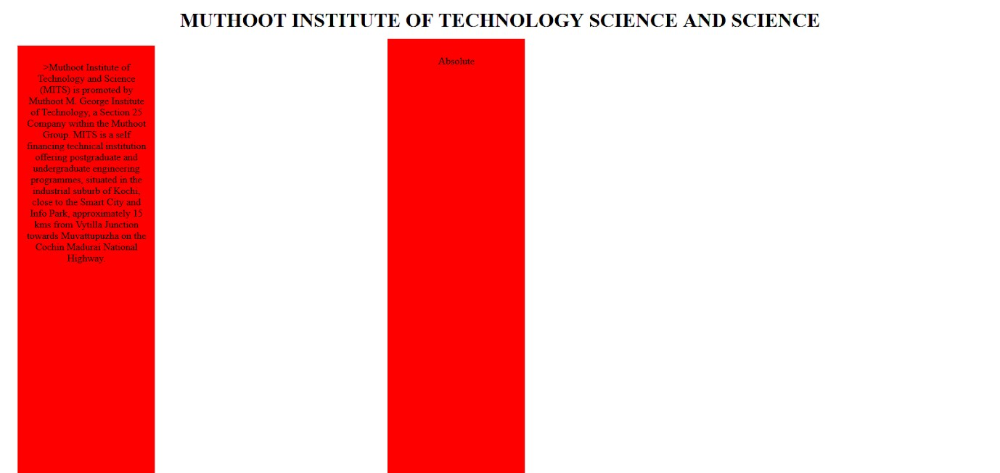 MUTHOOT INSTITUTE OF TECHNOLOGY SCIENCE AND SCIENCE
>Muthoot Institute of
Technology and Science
(MITS) is promoted by
Muthoot M. George Institute
of Technology, a Section 25
Company within the Muthoot
Group. MITS is a self
financing technical institution
offering postgraduate and
undergraduate engineering
programmes, situated in the
industrial suburb of Kochi,
close to the Smart City and
Info Park, approximately 15
kms from Vytilla Junction
towards Muvattupuzha on the
Cochin Madurai National
Highway.
Absolute